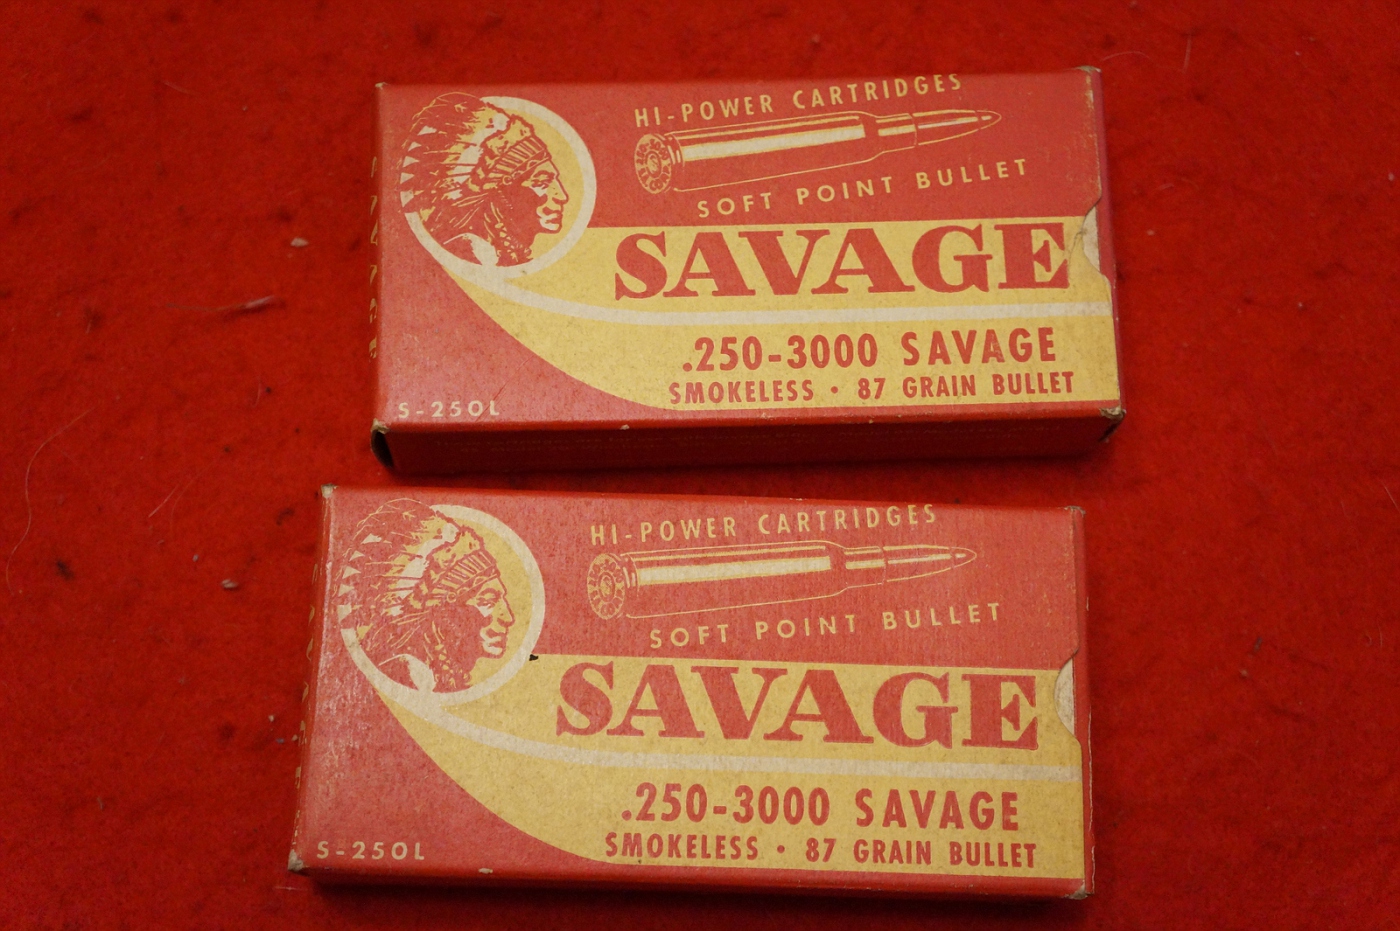 HI-POWER CARTRIDGES
SOFT POINT BULLET
SAVAGE
.250-3000 SAVAGE
SMOKELESS · 87 GRAIN BULLET
S-250L
HI-POWER CARTRIDGES
SOFT POINT BULLET
SAVAGE
.250-3000 SAVAGE
SMOKELESS · 87 GRAIN BULLET
S-250L